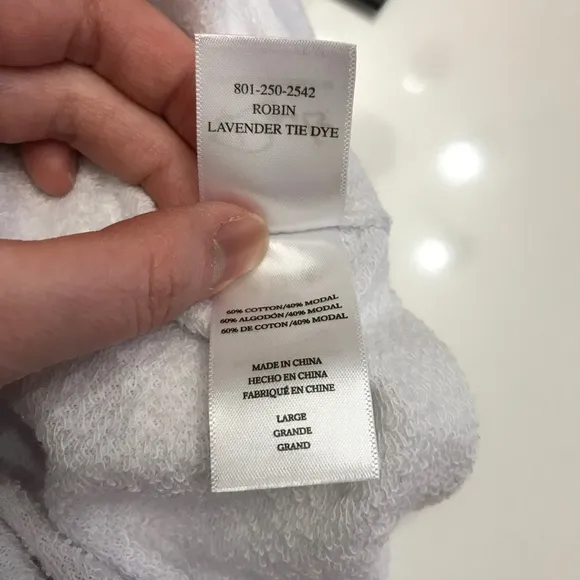 801-250-2542
ROBIN
LAVENDER TIE DYE
60% COTTON/40% MODAL
60% ALGODÓN/40% MODAL
60% DE COTON/40% MODAL
MADE IN CHINA
HECHO EN CHINA
FABRIQUÉ EN CHINE
LARGE
GRANDE
GRAND